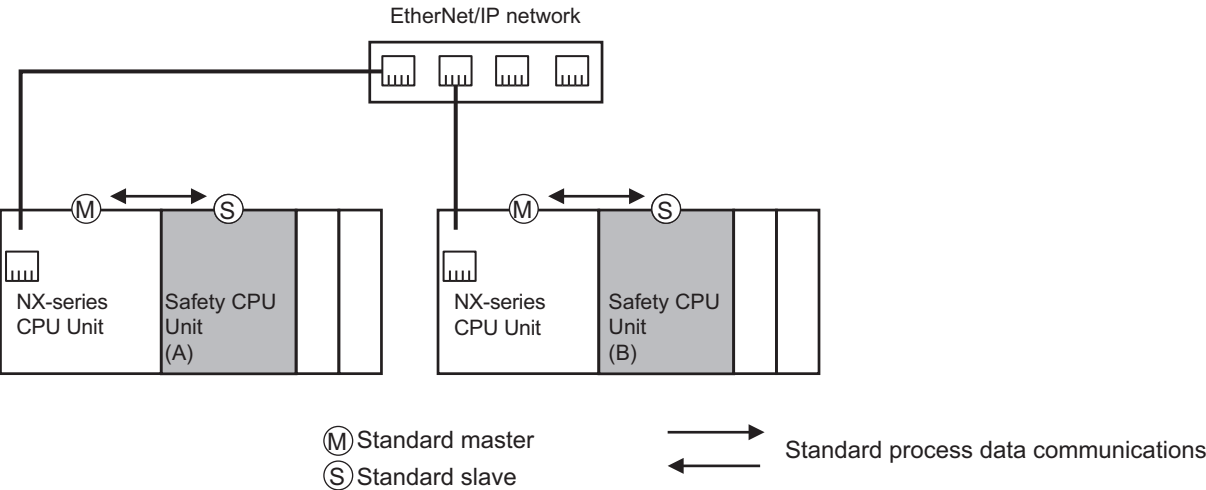 EtherNet/IP network
M
S
M
S
NX-series
CPU Unit
Safety CPU
Unit
(A)
NX-series
CPU Unit
Safety CPU
Unit
(B)
M Standard master
S Standard slave
Standard process data communications